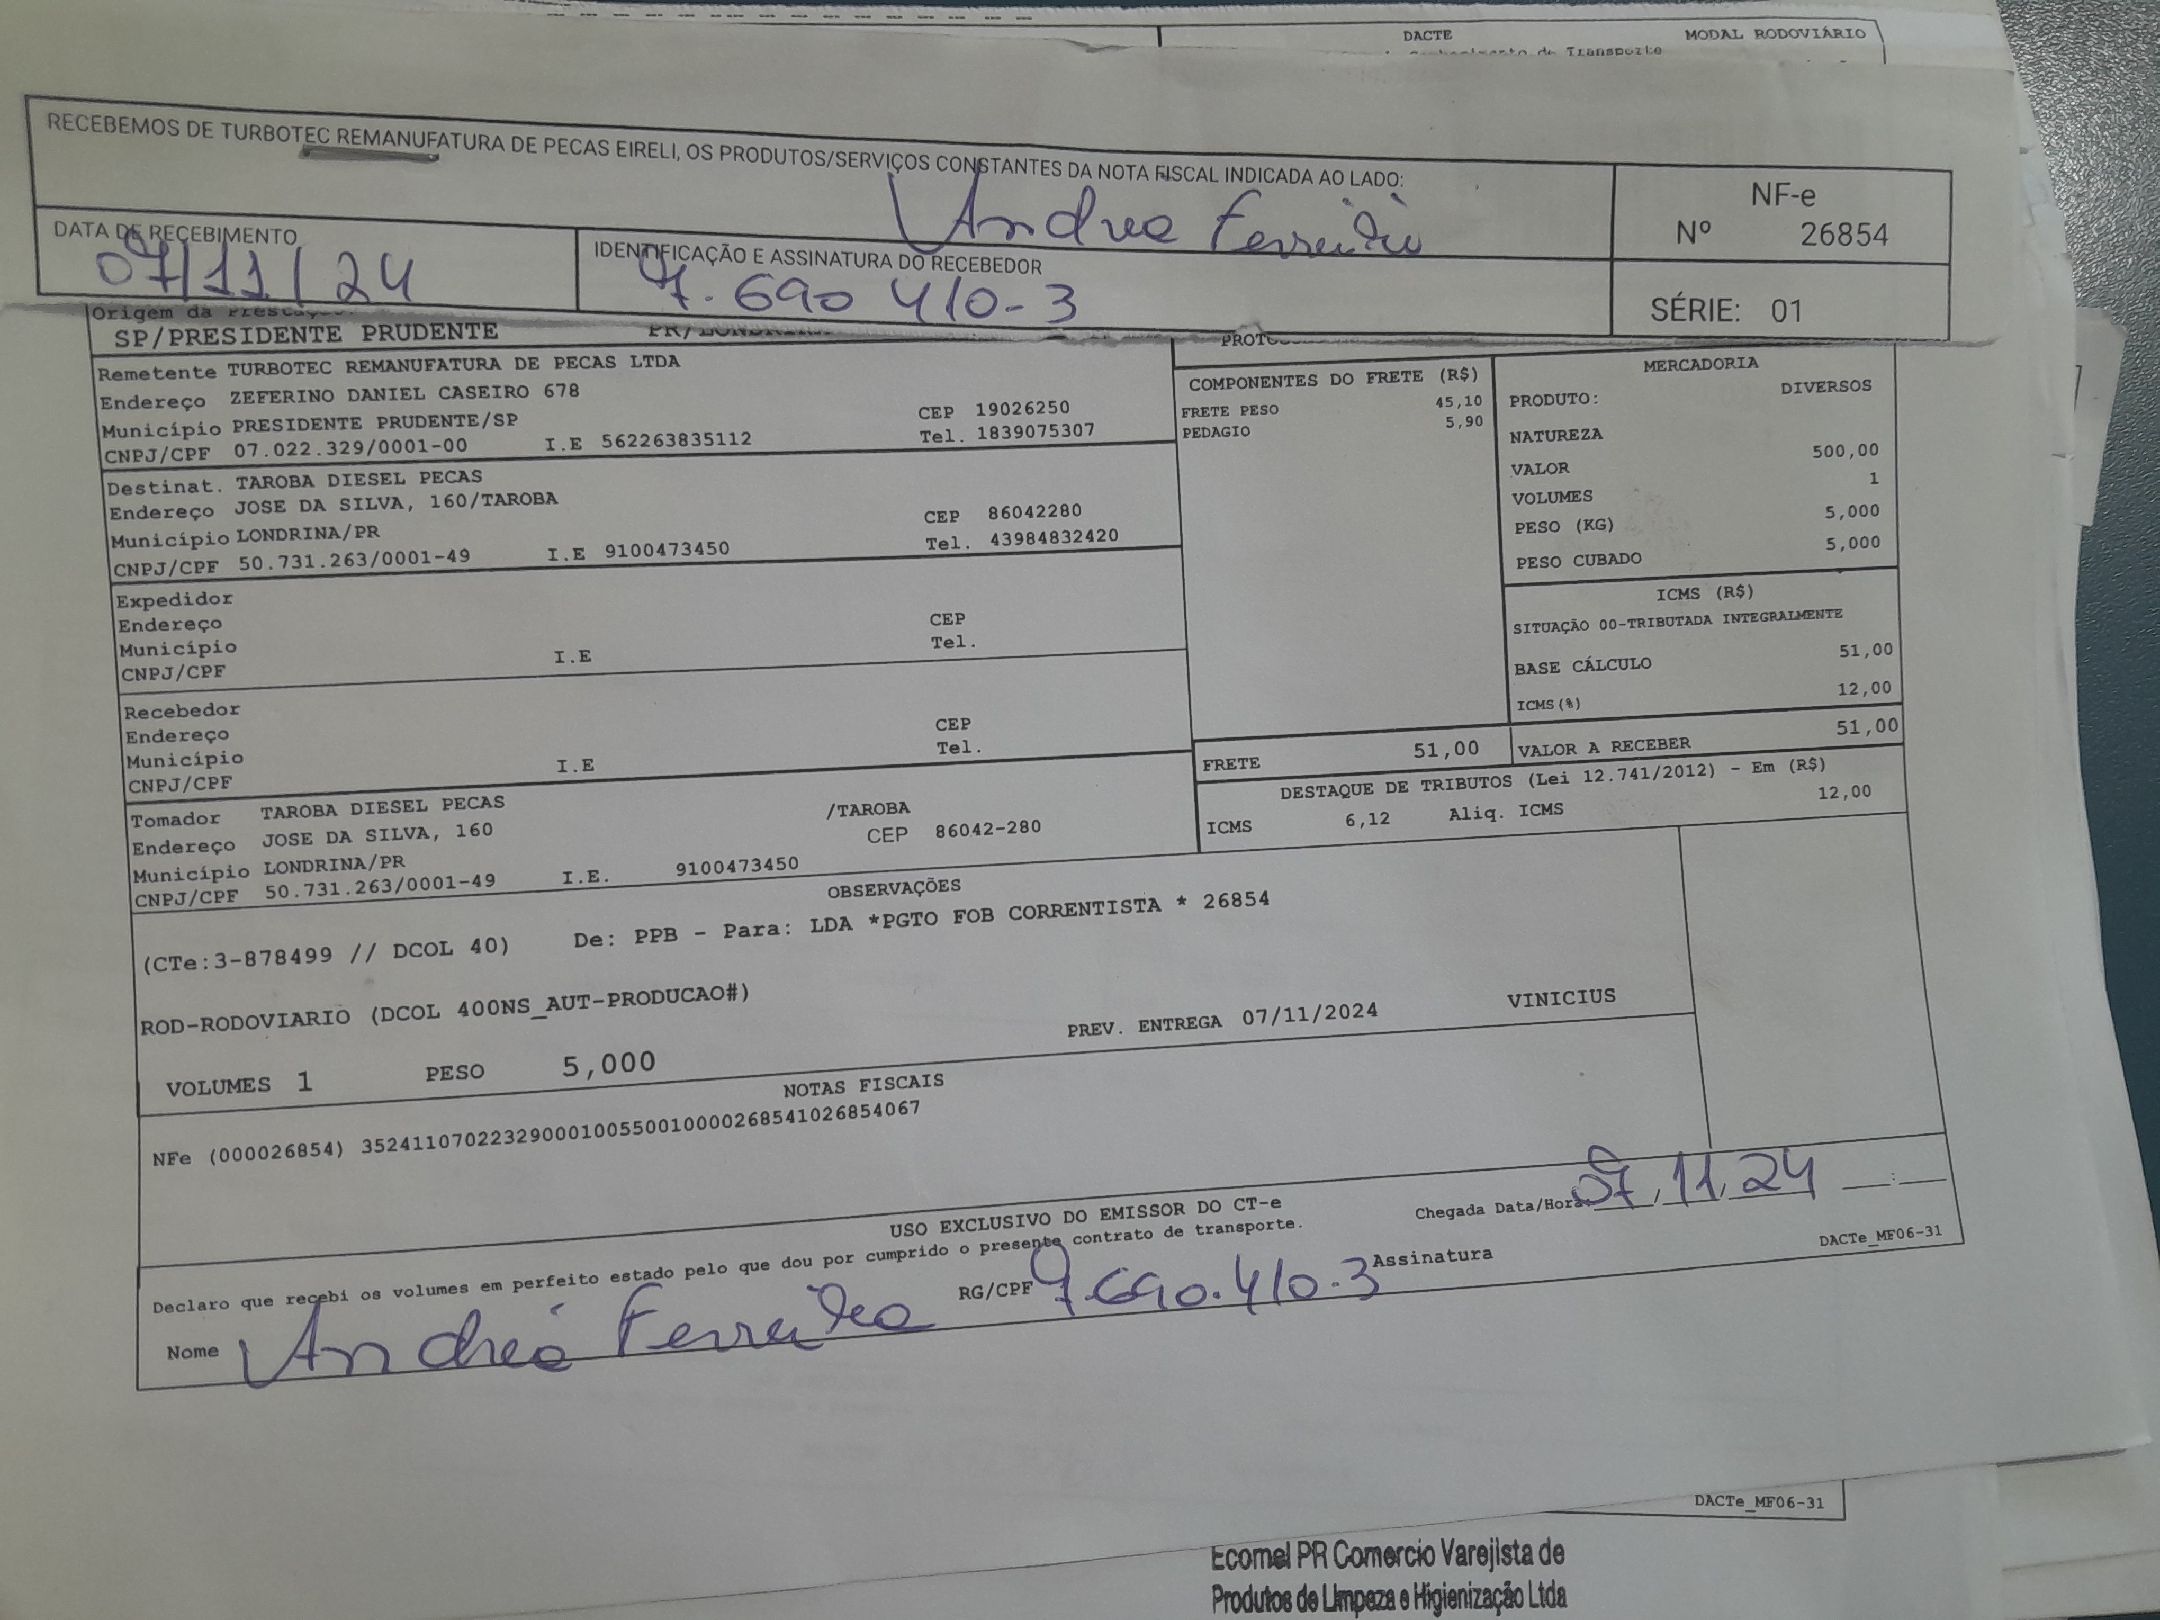 DACTE
MODAL RODOVIÁRIO
RECEBEMOS DE TURBOTEC REMANUFATURA DE PECAS EIRELI, OS PRODUTOS/SERVIÇOS CONSTANTES DA NOTA FISCAL INDICADA AO LADO:
NF-e
Nº 26854
SÉRIE: 01
DATA DE RECEBIMENTO
07/11/24
IDENTIFICAÇÃO E ASSINATURA DO RECEBEDOR
Andrea Ferreira
9.690 410-3
Origem da
SP/PRESIDENTE PRUDENTE
Remetente TURBOTEC REMANUFATURA DE PECAS LTDA
Endereço ZEFERINO DANIEL CASEIRO 678
Município PRESIDENTE PRUDENTE/SP CEP 19026250
CNPJ/CPF 07.022.329/0001-00 I.E 562263835112 Tel. 1839075307
Destinat. TAROBA DIESEL PECAS
Endereço JOSE DA SILVA, 160/TAROBA
Município LONDRINA/PR CEP 86042280
CNPJ/CPF 50.731.263/0001-49 I.E 9100473450 Tel. 43984832420
Expedidor
Endereço
Município CEP
CNPJ/CPF I.E Tel.
Recebedor
Endereço
Município CEP
CNPJ/CPF I.E Tel.
Tomador TAROBA DIESEL PECAS
Endereço JOSE DA SILVA, 160 /TAROBA
Município LONDRINA/PR CEP 86042-280
CNPJ/CPF 50.731.263/0001-49 I.E. 9100473450
COMPONENTES DO FRETE (R$)
FRETE PESO 45,10
PEDAGIO 5,90
MERCADORIA
PRODUTO: DIVERSOS
NATUREZA
VALOR 500,00
VOLUMES 1
PESO (KG) 5,000
PESO CUBADO 5,000
ICMS (R$)
SITUAÇÃO 00-TRIBUTADA INTEGRALMENTE
BASE CÁLCULO 51,00
ICMS(%) 12,00
FRETE 51,00
VALOR A RECEBER 51,00
DESTAQUE DE TRIBUTOS (Lei 12.741/2012) - Em (R$)
ICMS 6,12 Aliq. ICMS 12,00
OBSERVAÇÕES
(CTe:3-878499 // DCOL 40) De: PPB - Para: LDA *PGTO FOB CORRENTISTA * 26854
ROD-RODOVIARIO (DCOL 400NS_AUT-PRODUCAO#)
PREV. ENTREGA 07/11/2024 VINICIUS
VOLUMES 1 PESO 5,000
NOTAS FISCAIS
NFe (000026854) 35241107022329000100550010000268541026854067
USO EXCLUSIVO DO EMISSOR DO CT-e
Declaro que recebi os volumes em perfeito estado pelo que dou por cumprido o presente contrato de transporte.
Chegada Data/Hora 07/11/24 __:__
Nome Andrea Ferreira RG/CPF 9.690.410-3 Assinatura
DACTe_MF06-31
DACTe_MF06-31
Ecomel PR Comercio Varejista de
Produtos de Limpeza e Higienização Ltda